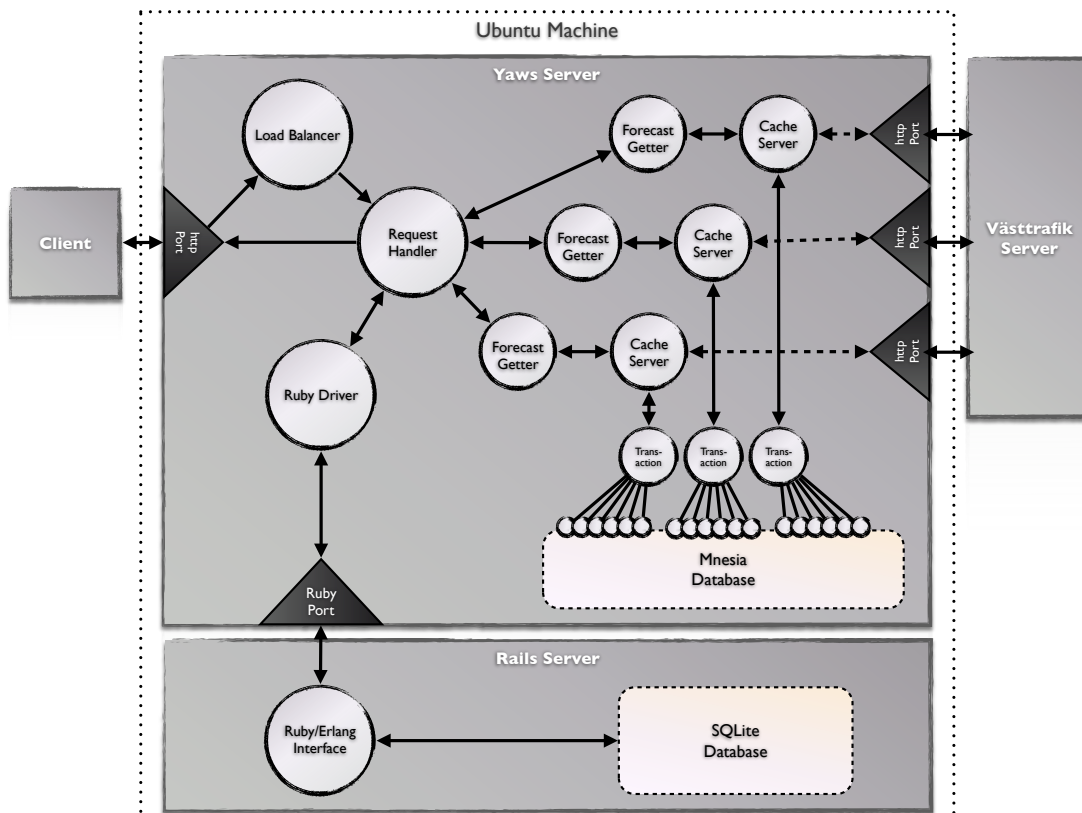 Ubuntu Machine
Yaws Server
Load Balancer
Forecast
Getter
Cache
Server
http
Port
Client
http
Port
Request
Handler
Forecast
Getter
Cache
Server
http
Port
Västtrafik
Server
Forecast
Getter
Cache
Server
http
Port
Ruby Driver
Trans-
action
Trans-
action
Trans-
action
Mnesia
Database
Ruby
Port
Rails Server
Ruby/Erlang
Interface
SQLite
Database